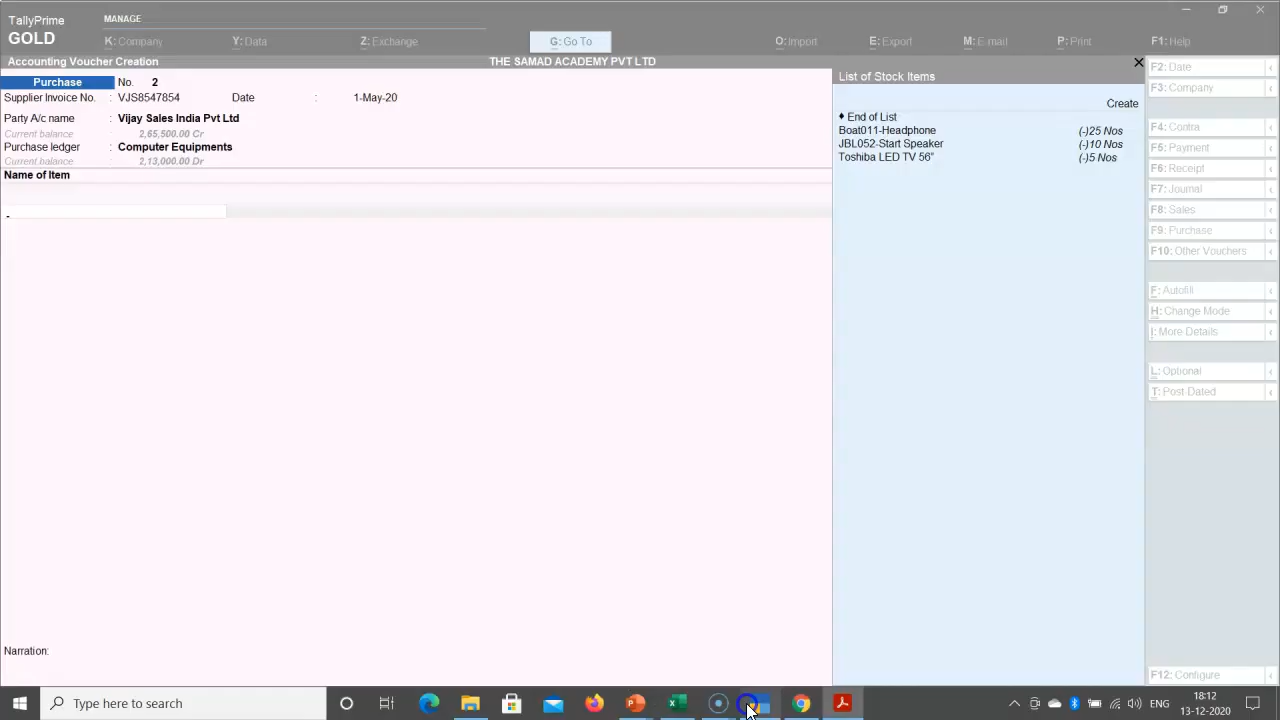 TallyPrime
GOLD
MANAGE
K: Company
Y: Data
Z: Exchange
G: Go To
O: Import
E: Export
M: E-mail
P: Print
F1: Help
Accounting Voucher Creation
THE SAMAD ACADEMY PVT LTD
Purchase No. 2
Supplier Invoice No. : VJS8547854 Date : 1-May-20
Party A/c name : Vijay Sales India Pvt Ltd
Current balance : 2,65,500.00 Cr
Purchase ledger : Computer Equipments
Current balance : 2,13,000.00 Dr
Name of Item
Narration:
List of Stock Items
Create
♦ End of List
Boat011-Headphone (-)25 Nos
JBL052-Start Speaker (-)10 Nos
Toshiba LED TV 56" (-)5 Nos
F2: Date
F3: Company
F4: Contra
F5: Payment
F6: Receipt
F7: Journal
F8: Sales
F9: Purchase
F10: Other Vouchers
F: Autofill
H: Change Mode
I: More Details
L: Optional
T: Post-Dated
F12: Configure
Type here to search
ENG
18:12
13-12-2020